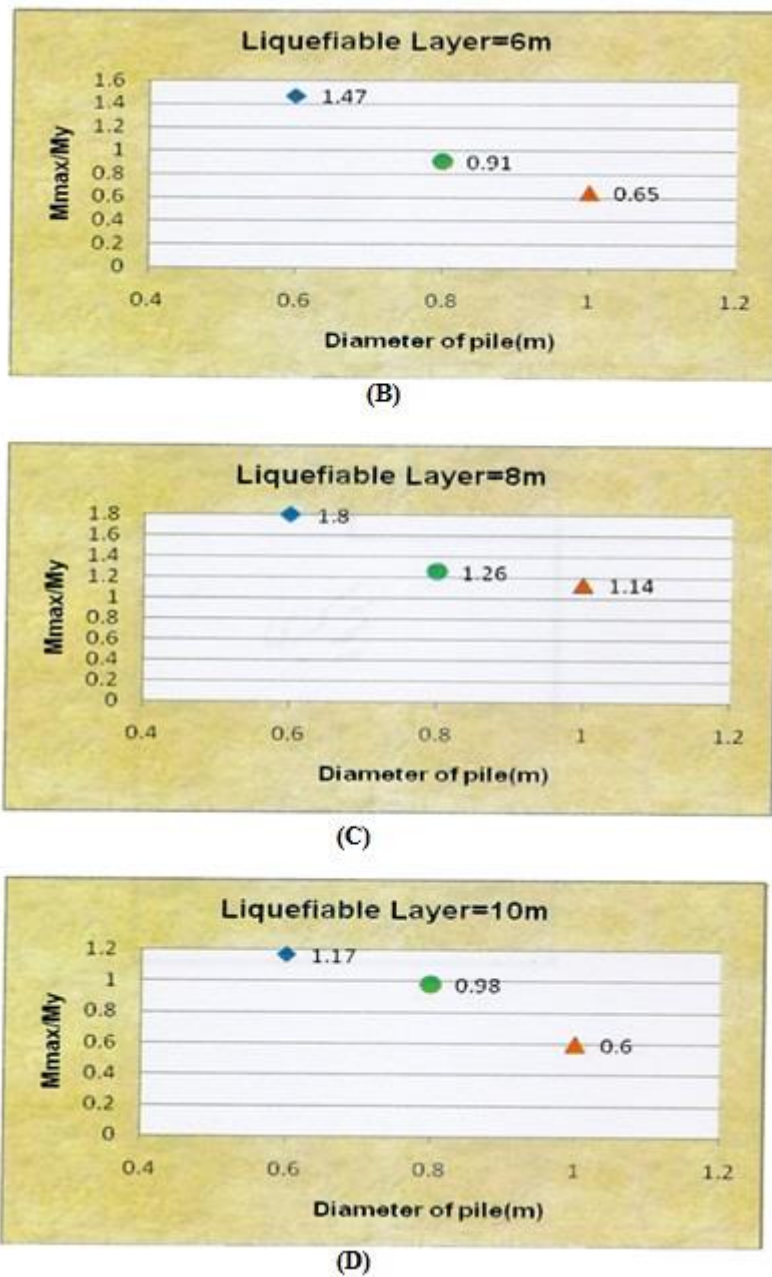 Liquefiable Layer=6m
Mmax/My
1.6
1.4
1.2
1
0.8
0.6
0.4
0.2
0
1.47
0.91
0.65
0.4 0.6 0.8 1 1.2
Diameter of pile(m)
(B)
Liquefiable Layer=8m
Mmax/My
1.8
1.6
1.4
1.2
1
0.8
0.6
0.4
0.2
0
1.8
1.26
1.14
0.4 0.6 0.8 1 1.2
Diameter of pile(m)
(C)
Liquefiable Layer=10m
Mmax/My
1.2
1
0.8
0.6
0.4
0.2
0
1.17
0.98
0.6
0.4 0.6 0.8 1 1.2
Diameter of pile(m)
(D)